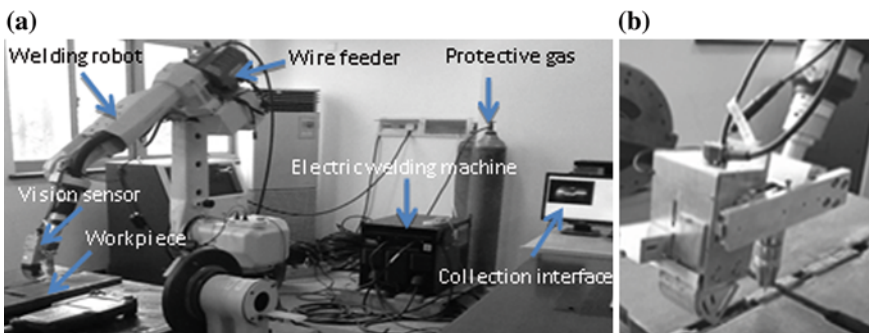 (a)
(b)
Welding robot
Wire feeder
Protective gas
Electric welding machine
Vision sensor
Workpiece
Collection interface